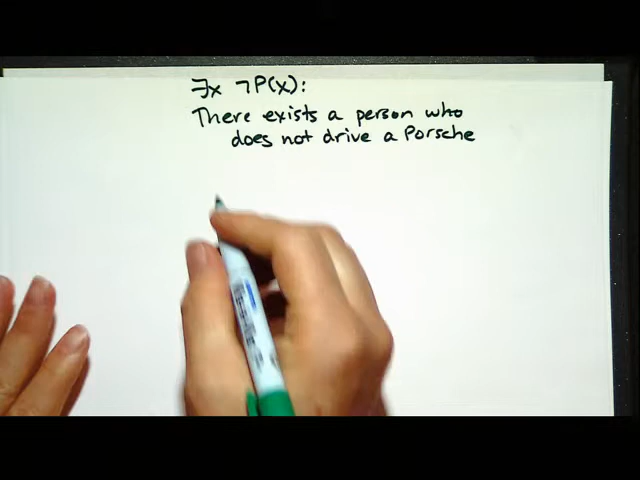 ∃x ¬P(x):
There exists a person who
does not drive a Porsche